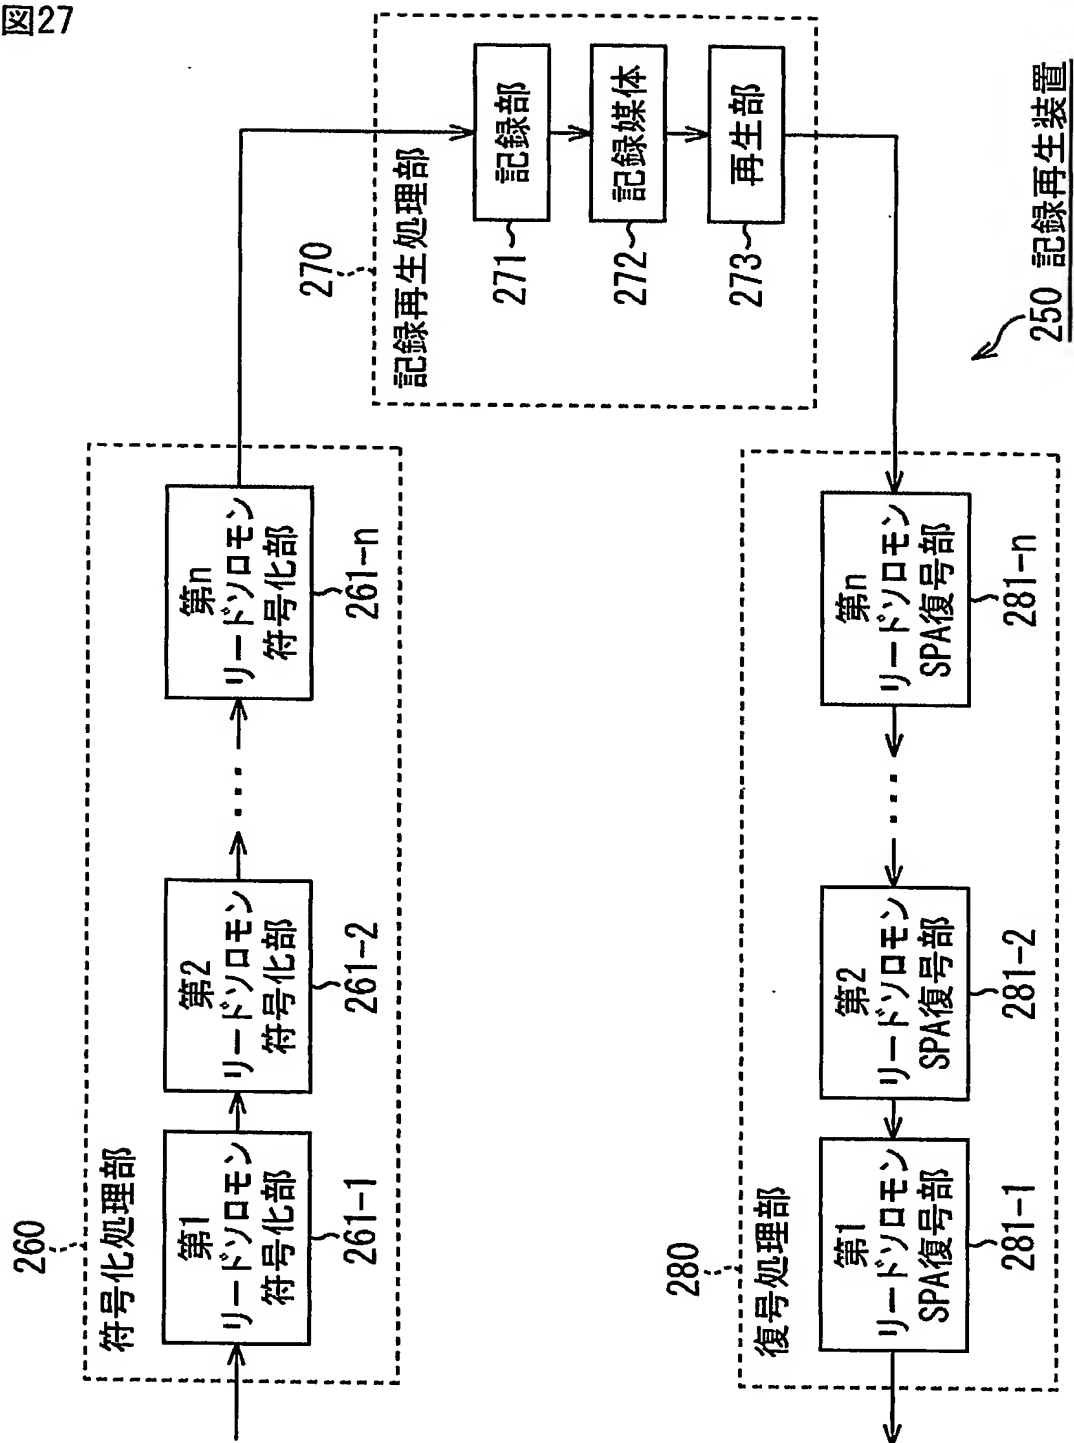 図27
260
符号化処理部
第1
リードソロモン
符号化部
261-1
第2
リードソロモン
符号化部
261-2
...
第n
リードソロモン
符号化部
261-n
270
記録再生処理部
記録部
271
記録媒体
272
再生部
273
280
復号処理部
第1
リードソロモン
SPA復号部
281-1
第2
リードソロモン
SPA復号部
281-2
...
第n
リードソロモン
SPA復号部
281-n
250 記録再生装置